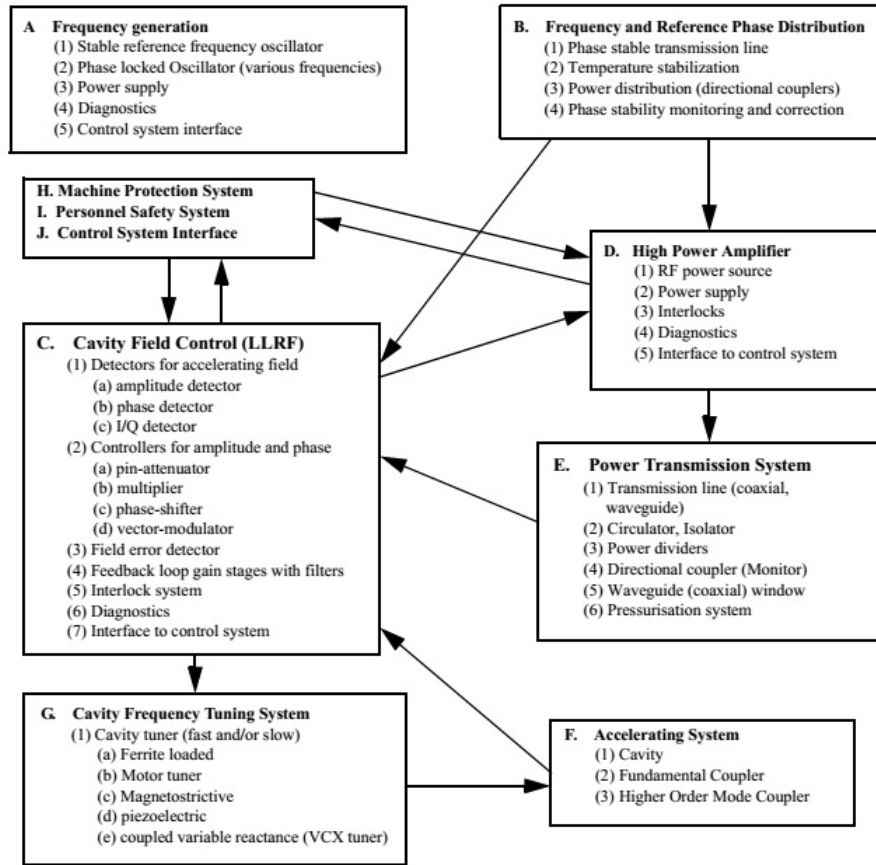 A Frequency generation
(1) Stable reference frequency oscillator
(2) Phase locked Oscillator (various frequencies)
(3) Power supply
(4) Diagnostics
(5) Control system interface
B. Frequency and Reference Phase Distribution
(1) Phase stable transmission line
(2) Temperature stabilization
(3) Power distribution (directional couplers)
(4) Phase stability monitoring and correction
H. Machine Protection System
I. Personnel Safety System
J. Control System Interface
D. High Power Amplifier
(1) RF power source
(2) Power supply
(3) Interlocks
(4) Diagnostics
(5) Interface to control system
C. Cavity Field Control (LLRF)
(1) Detectors for accelerating field
(a) amplitude detector
(b) phase detector
(c) I/Q detector
(2) Controllers for amplitude and phase
(a) pin-attenuator
(b) multiplier
(c) phase-shifter
(d) vector-modulator
(3) Field error detector
(4) Feedback loop gain stages with filters
(5) Interlock system
(6) Diagnostics
(7) Interface to control system
E. Power Transmission System
(1) Transmission line (coaxial,
waveguide)
(2) Circulator, Isolator
(3) Power dividers
(4) Directional coupler (Monitor)
(5) Waveguide (coaxial) window
(6) Pressurisation system
G. Cavity Frequency Tuning System
(1) Cavity tuner (fast and/or slow)
(a) Ferrite loaded
(b) Motor tuner
(c) Magnetostrictive
(d) piezoelectric
(e) coupled variable reactance (VCX tuner)
F. Accelerating System
(1) Cavity
(2) Fundamental Coupler
(3) Higher Order Mode Coupler